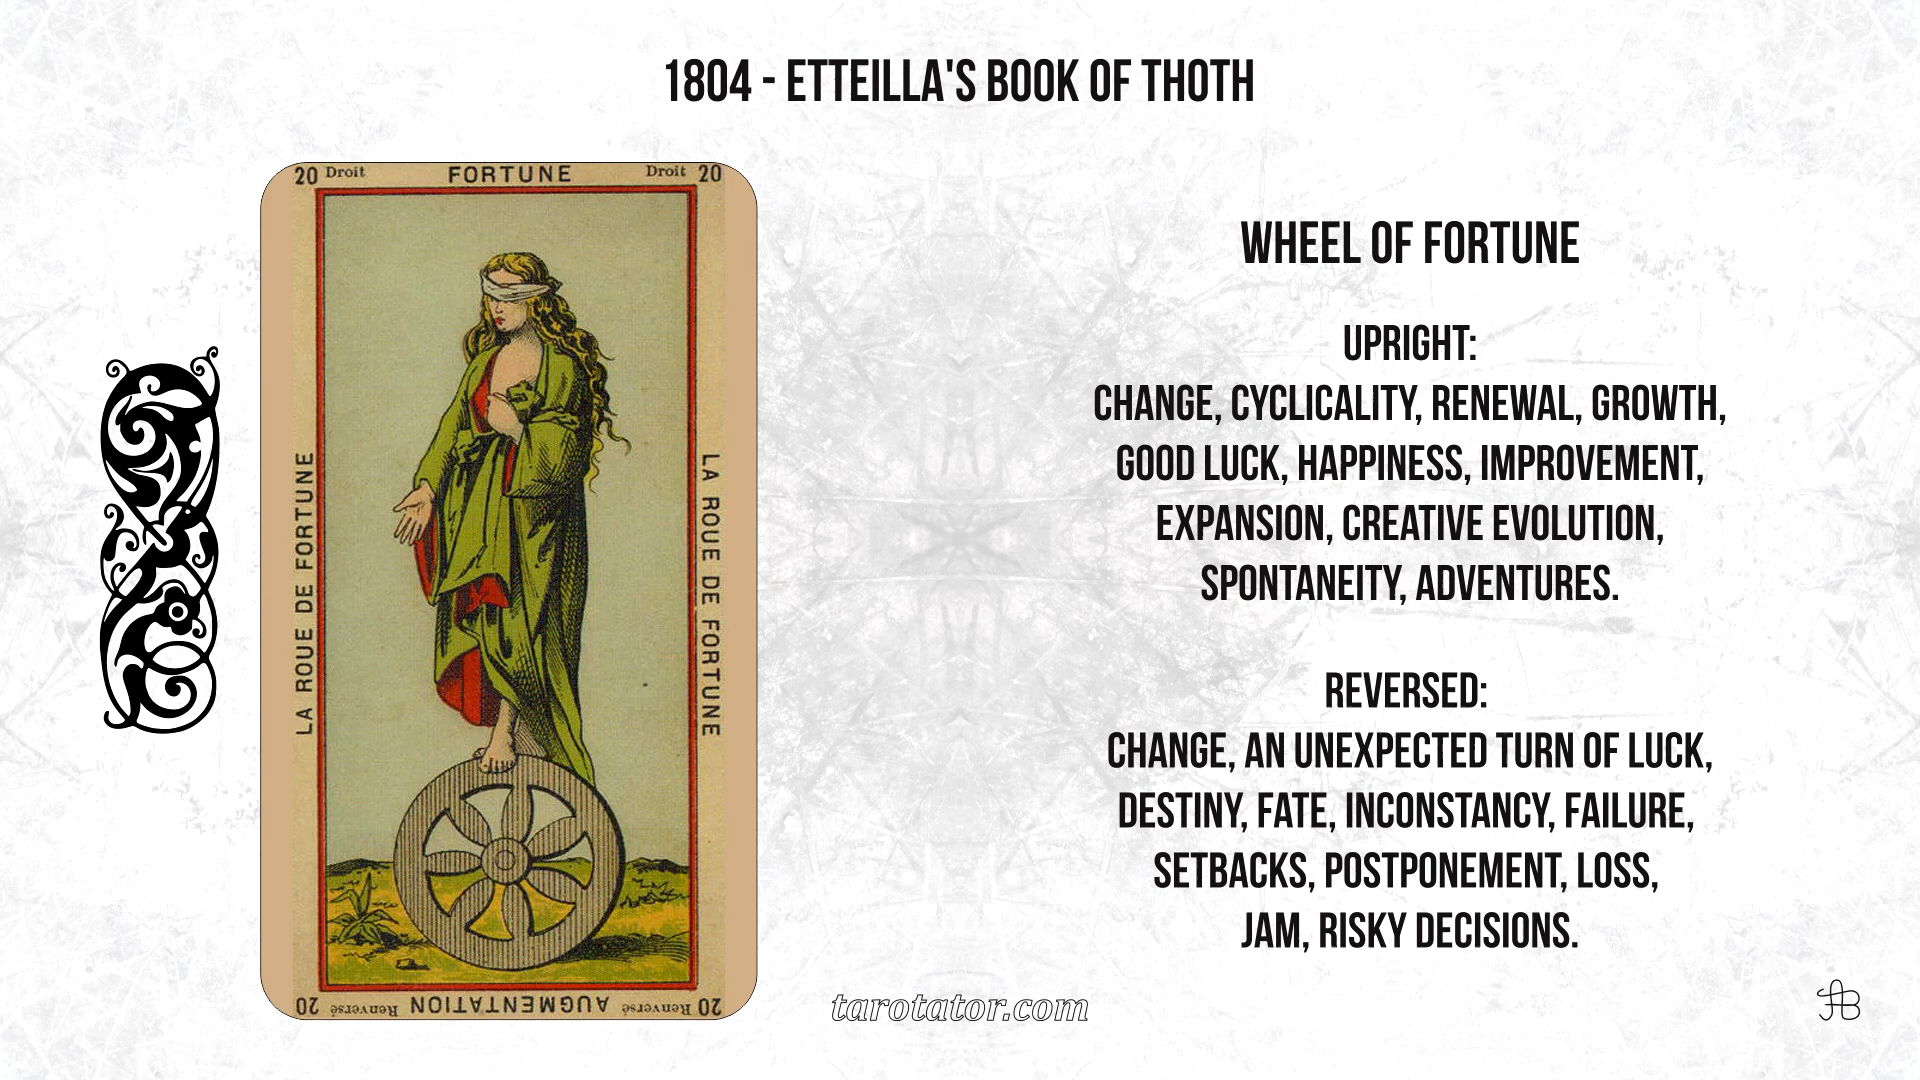 1804 - ETTEILLA'S BOOK OF THOTH
20 Droit FORTUNE Droit 20
LA ROUE DE FORTUNE
LA ROUE DE FORTUNE
20 Renversé AUGMENTATION Renversé 20
WHEEL OF FORTUNE
UPRIGHT:
CHANGE, CYCLICALITY, RENEWAL, GROWTH,
GOOD LUCK, HAPPINESS, IMPROVEMENT,
EXPANSION, CREATIVE EVOLUTION,
SPONTANEITY, ADVENTURES.
REVERSED:
CHANGE, AN UNEXPECTED TURN OF LUCK,
DESTINY, FATE, INCONSTANCY, FAILURE,
SETBACKS, POSTPONEMENT, LOSS,
JAM, RISKY DECISIONS.
tarotator.com